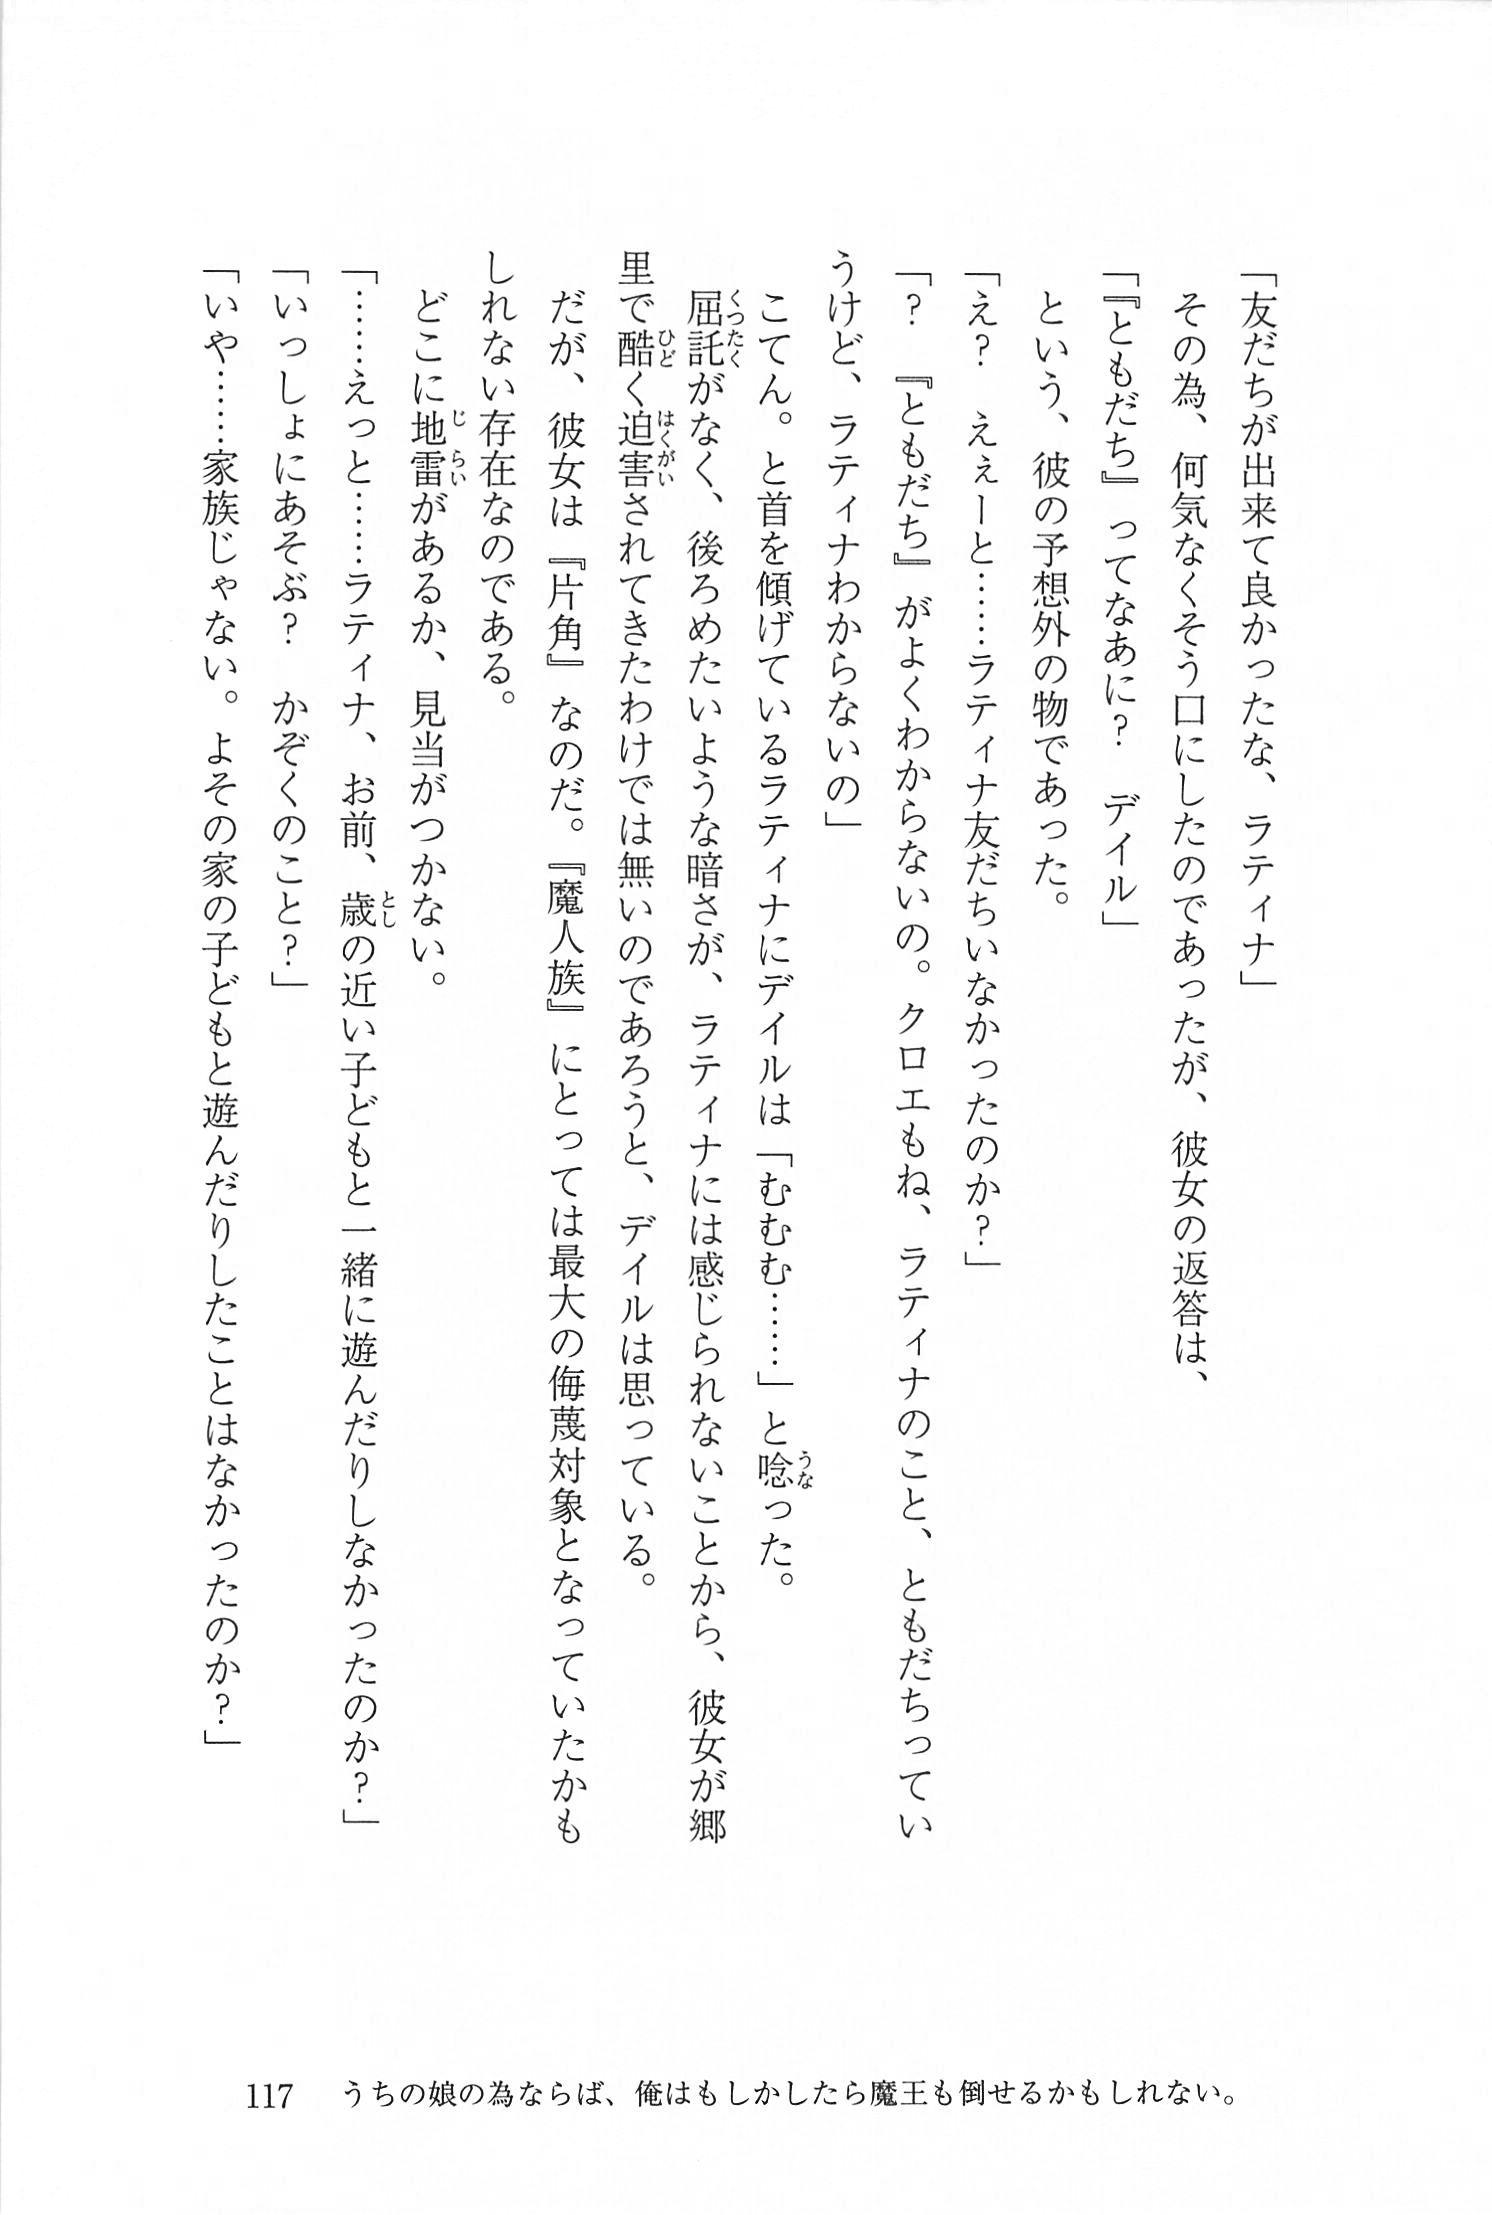 「友だちが出来て良かったな、ラティナ」
その為、何気なくそう口にしたのであったが、彼女の返答は、
「『ともだち』ってなあに？　デイル」
という、彼の予想外の物であった。
「え？　えぇーと……ラティナ友だちいなかったのか？」
「？　『ともだち』がよくわからないの。クロエもね、ラティナのこと、ともだちってい
うけど、ラティナわからないの」
こてん。と首を傾げているラティナにデイルは「むむむ……」と唸った。
屈託がなく、後ろめたいような暗さが、ラティナには感じられないことから、彼女が郷
里で酷く迫害されてきたわけでは無いのであろうと、デイルは思っている。
だが、彼女は『片角』なのだ。『魔人族』にとっては最大の侮蔑対象となっていたかも
しれない存在なのである。
どこに地雷があるか、見当がつかない。
「……えっと……ラティナ、お前、歳の近い子どもと一緒に遊んだりしなかったのか？」
「いっしょにあそぶ？　かぞくのこと？」
「いや……家族じゃない。よその家の子どもと遊んだりしたことはなかったのか？」
117　うちの娘の為ならば、俺はもしかしたら魔王も倒せるかもしれない。